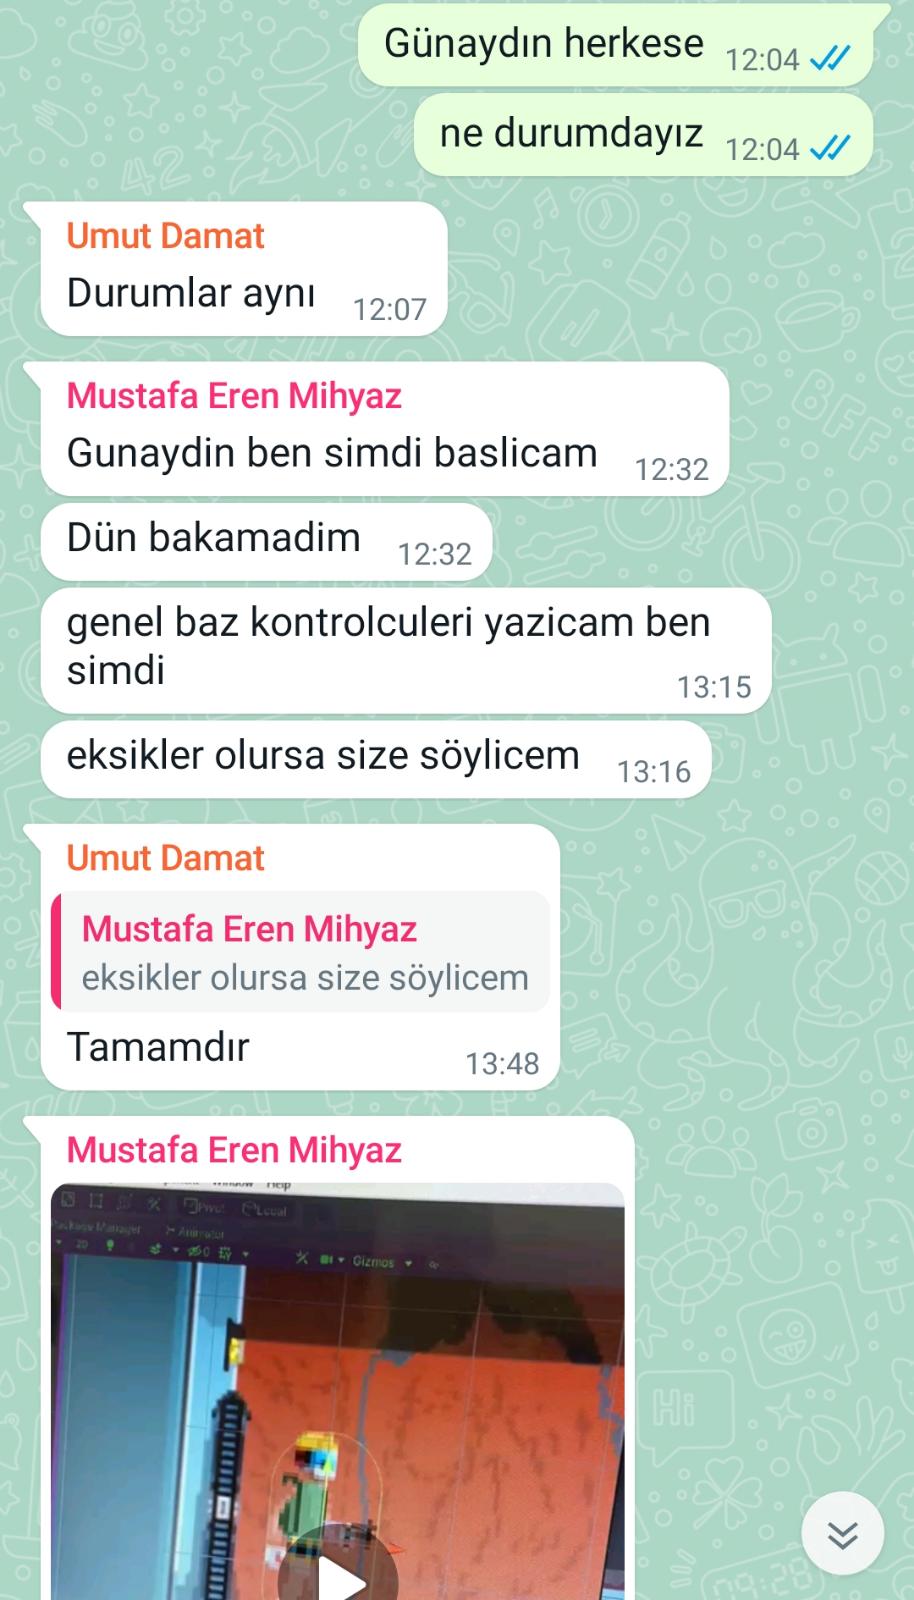 Günaydın herkese 12:04
ne durumdayız 12:04
Umut Damat
Durumlar aynı 12:07
Mustafa Eren Mihyaz
Gunaydin ben simdi baslicam 12:32
Dün bakamadim 12:32
genel baz kontrolculeri yazicam ben
simdi 13:15
eksikler olursa size söylicem 13:16
Umut Damat
Mustafa Eren Mihyaz
eksikler olursa size söylicem
Tamamdır 13:48
Mustafa Eren Mihyaz
Window Help
Pivot Local
Package Manager Animator
2D 0
Gizmos